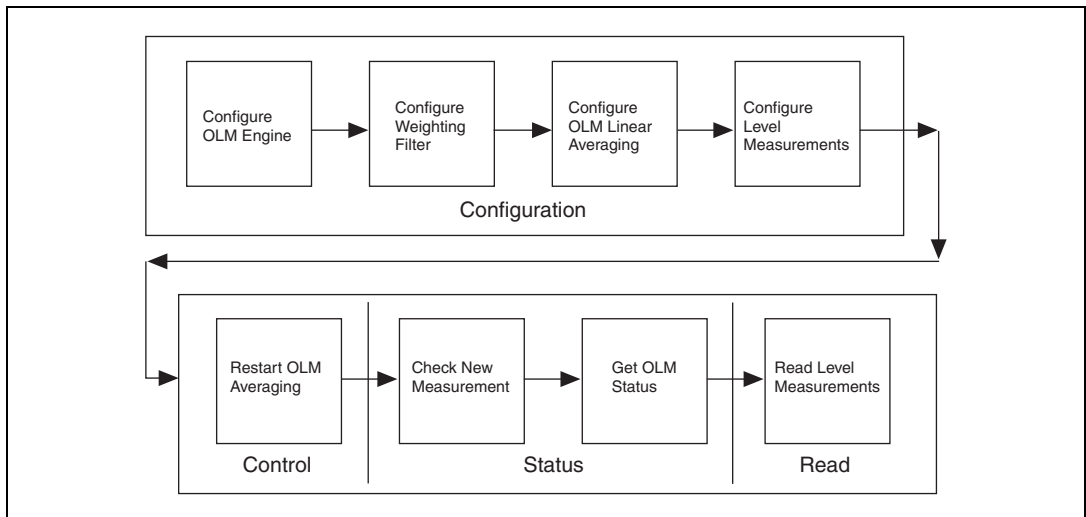 Configure
OLM Engine
Configure
Weighting
Filter
Configure
OLM Linear
Averaging
Configure
Level
Measurements
Configuration
Restart OLM
Averaging
Check New
Measurement
Get OLM
Status
Read Level
Measurements
Control
Status
Read